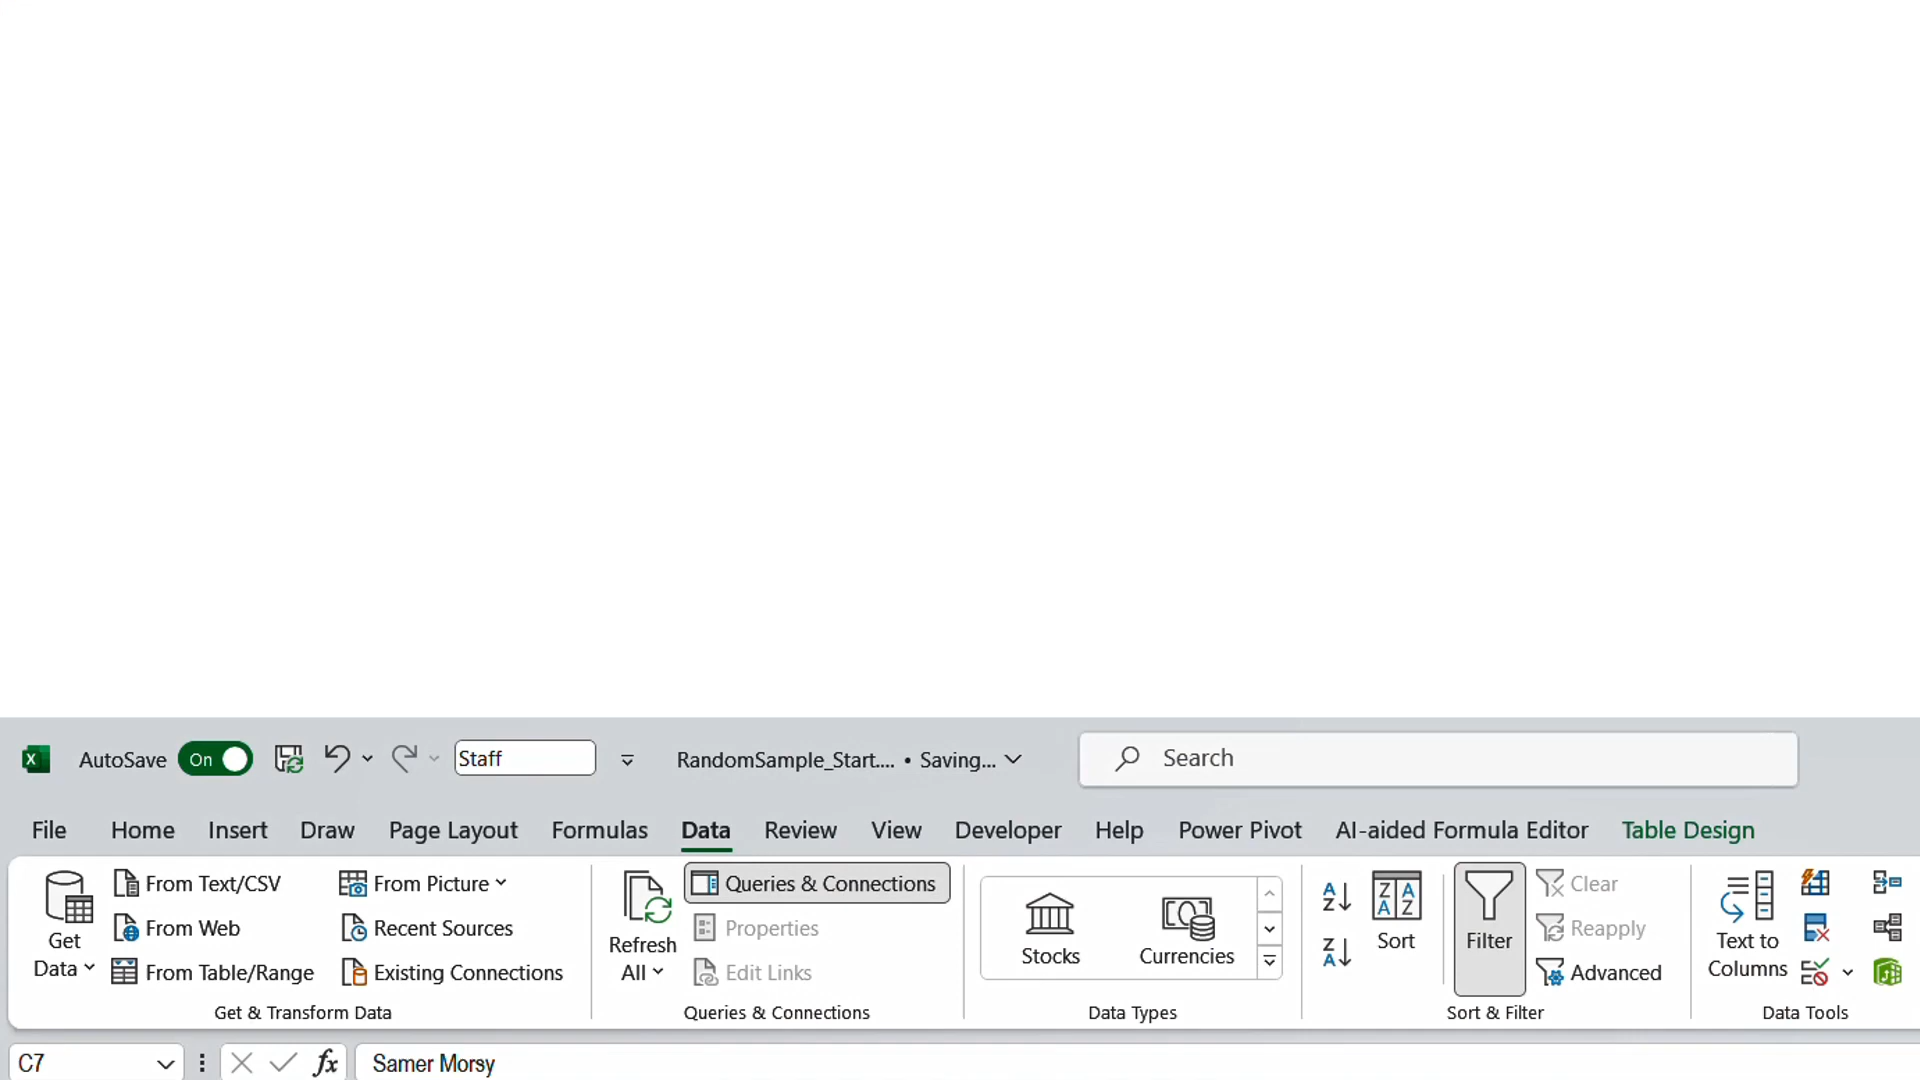 AutoSave On Staff RandomSample_Start.... • Saving... Search
File Home Insert Draw Page Layout Formulas Data Review View Developer Help Power Pivot AI-aided Formula Editor Table Design
Get Data
From Text/CSV
From Web
From Table/Range
From Picture
Recent Sources
Existing Connections
Get & Transform Data
Refresh All
Queries & Connections
Properties
Edit Links
Queries & Connections
Stocks
Currencies
Data Types
Sort
Filter
Clear
Reapply
Advanced
Sort & Filter
Text to
Columns
Data Tools
C7 fx Samer Morsy